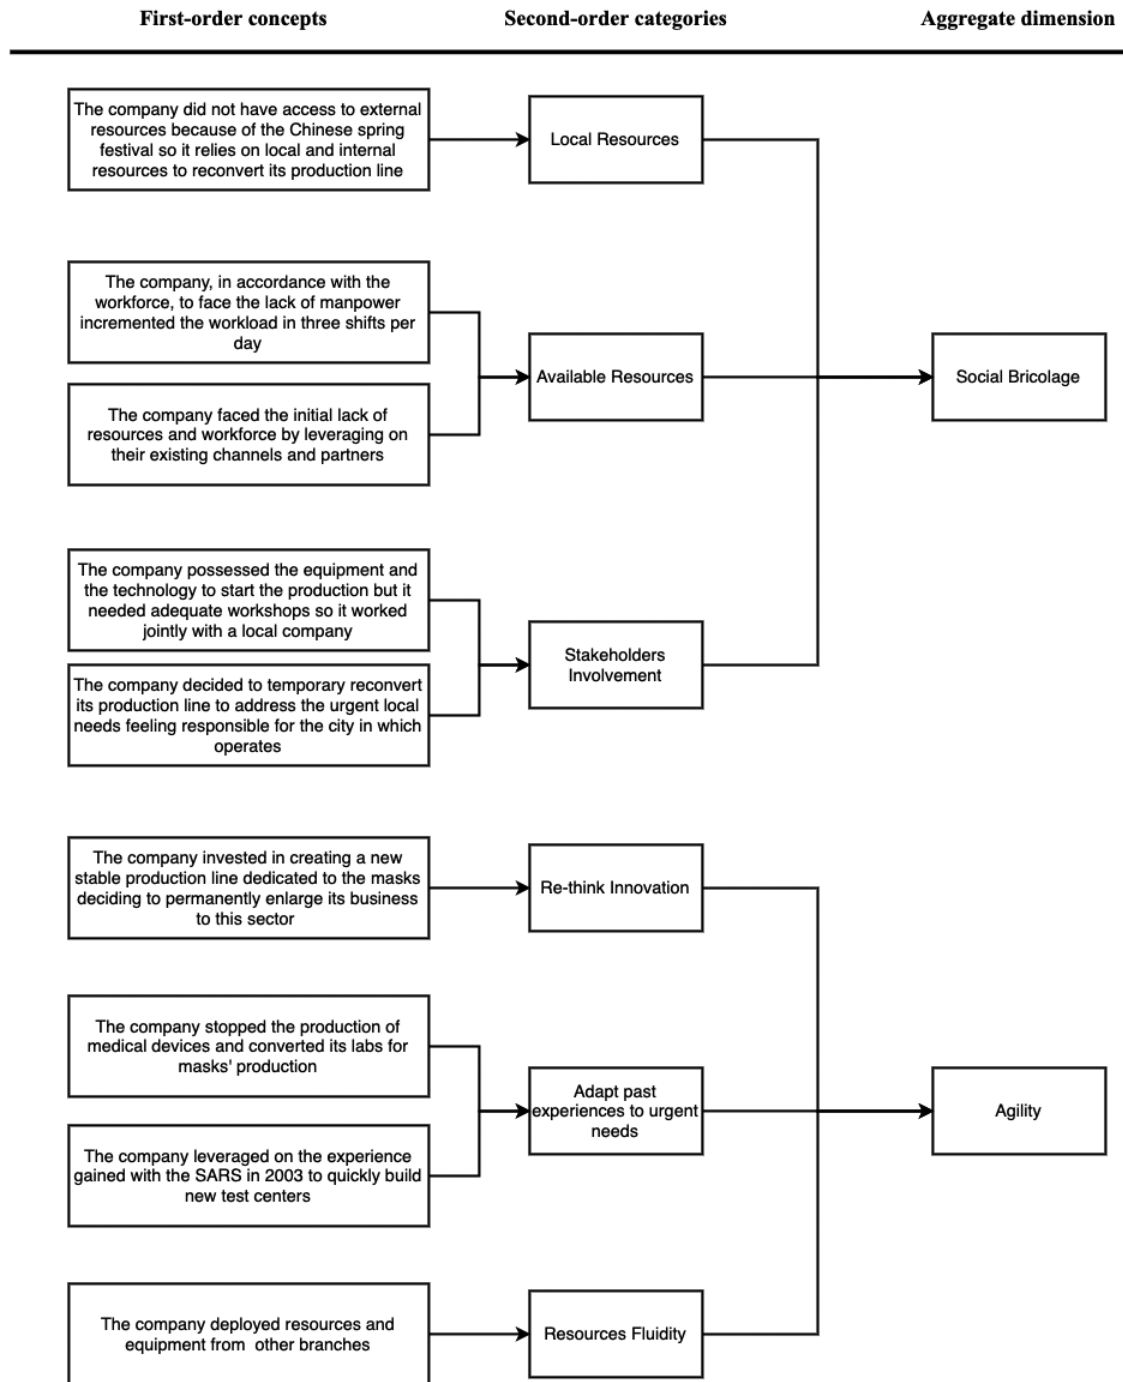 First-order concepts
Second-order categories
Aggregate dimension
The company did not have access to external
resources because of the Chinese spring
festival so it relies on local and internal
resources to reconvert its production line
Local Resources
The company, in accordance with the
workforce, to face the lack of manpower
incremented the workload in three shifts per
day
The company faced the initial lack of
resources and workforce by leveraging on
their existing channels and partners
Available Resources
Social Bricolage
The company possessed the equipment and
the technology to start the production but it
needed adequate workshops so it worked
jointly with a local company
The company decided to temporary reconvert
its production line to address the urgent local
needs feeling responsible for the city in which
operates
Stakeholders
Involvement
The company invested in creating a new
stable production line dedicated to the masks
deciding to permanently enlarge its business
to this sector
Re-think Innovation
The company stopped the production of
medical devices and converted its labs for
masks' production
The company leveraged on the experience
gained with the SARS in 2003 to quickly build
new test centers
Adapt past
experiences to urgent
needs
Agility
The company deployed resources and
equipment from other branches
Resources Fluidity